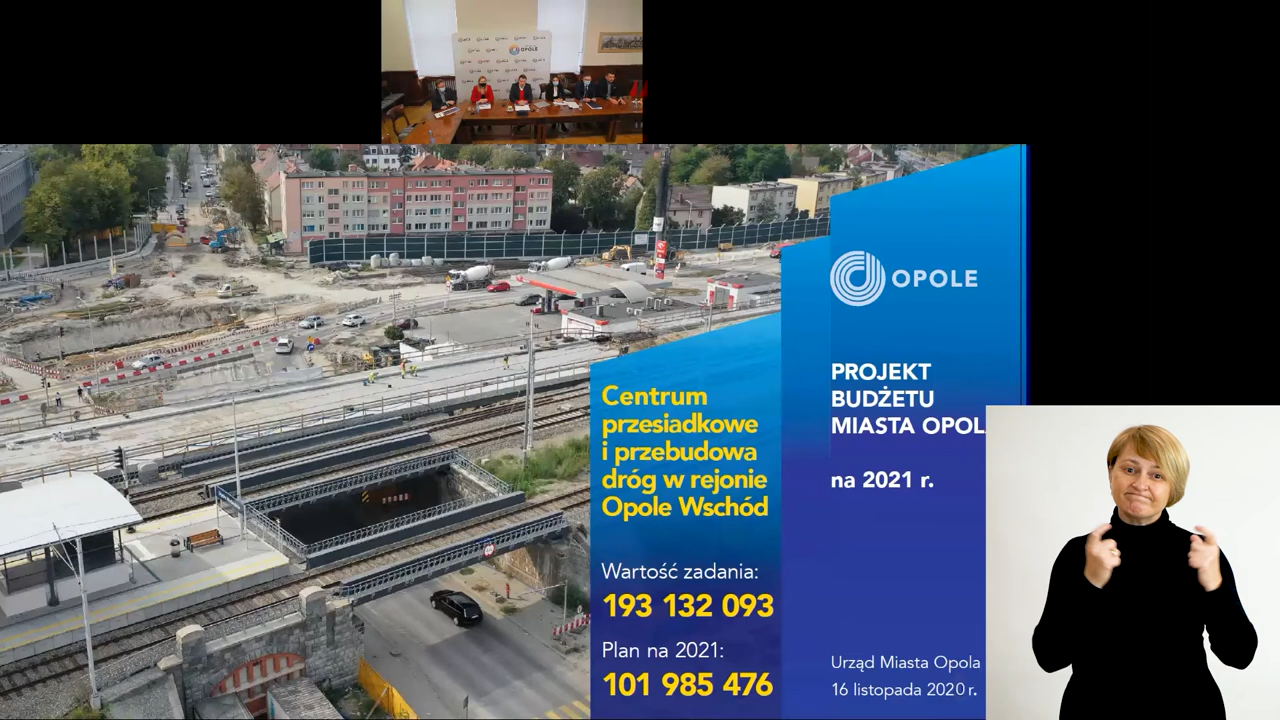 OPOLE
OPOLE
PROJEKT
BUDŻETU
MIASTA OPOL
na 2021 r.
Centrum
przesiadkowe
i przebudowa
dróg w rejonie
Opole Wschód
Wartość zadania:
193 132 093
Plan na 2021:
101 985 476
Urząd Miasta Opola
16 listopada 2020 r.